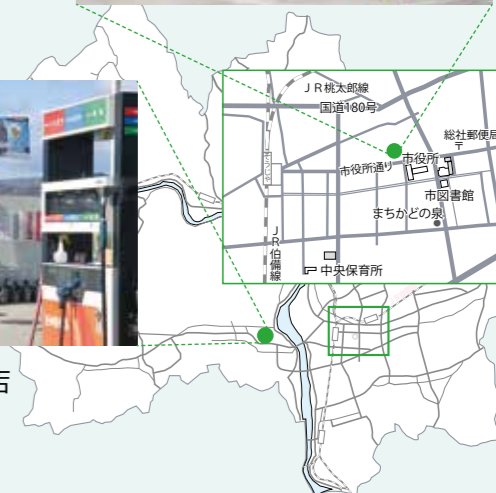 JR桃太郎線
国道180号
総社郵便局
〒
市役所通り
市役所
市図書館
まちかどの泉
JR伯備線
中央保育所
店